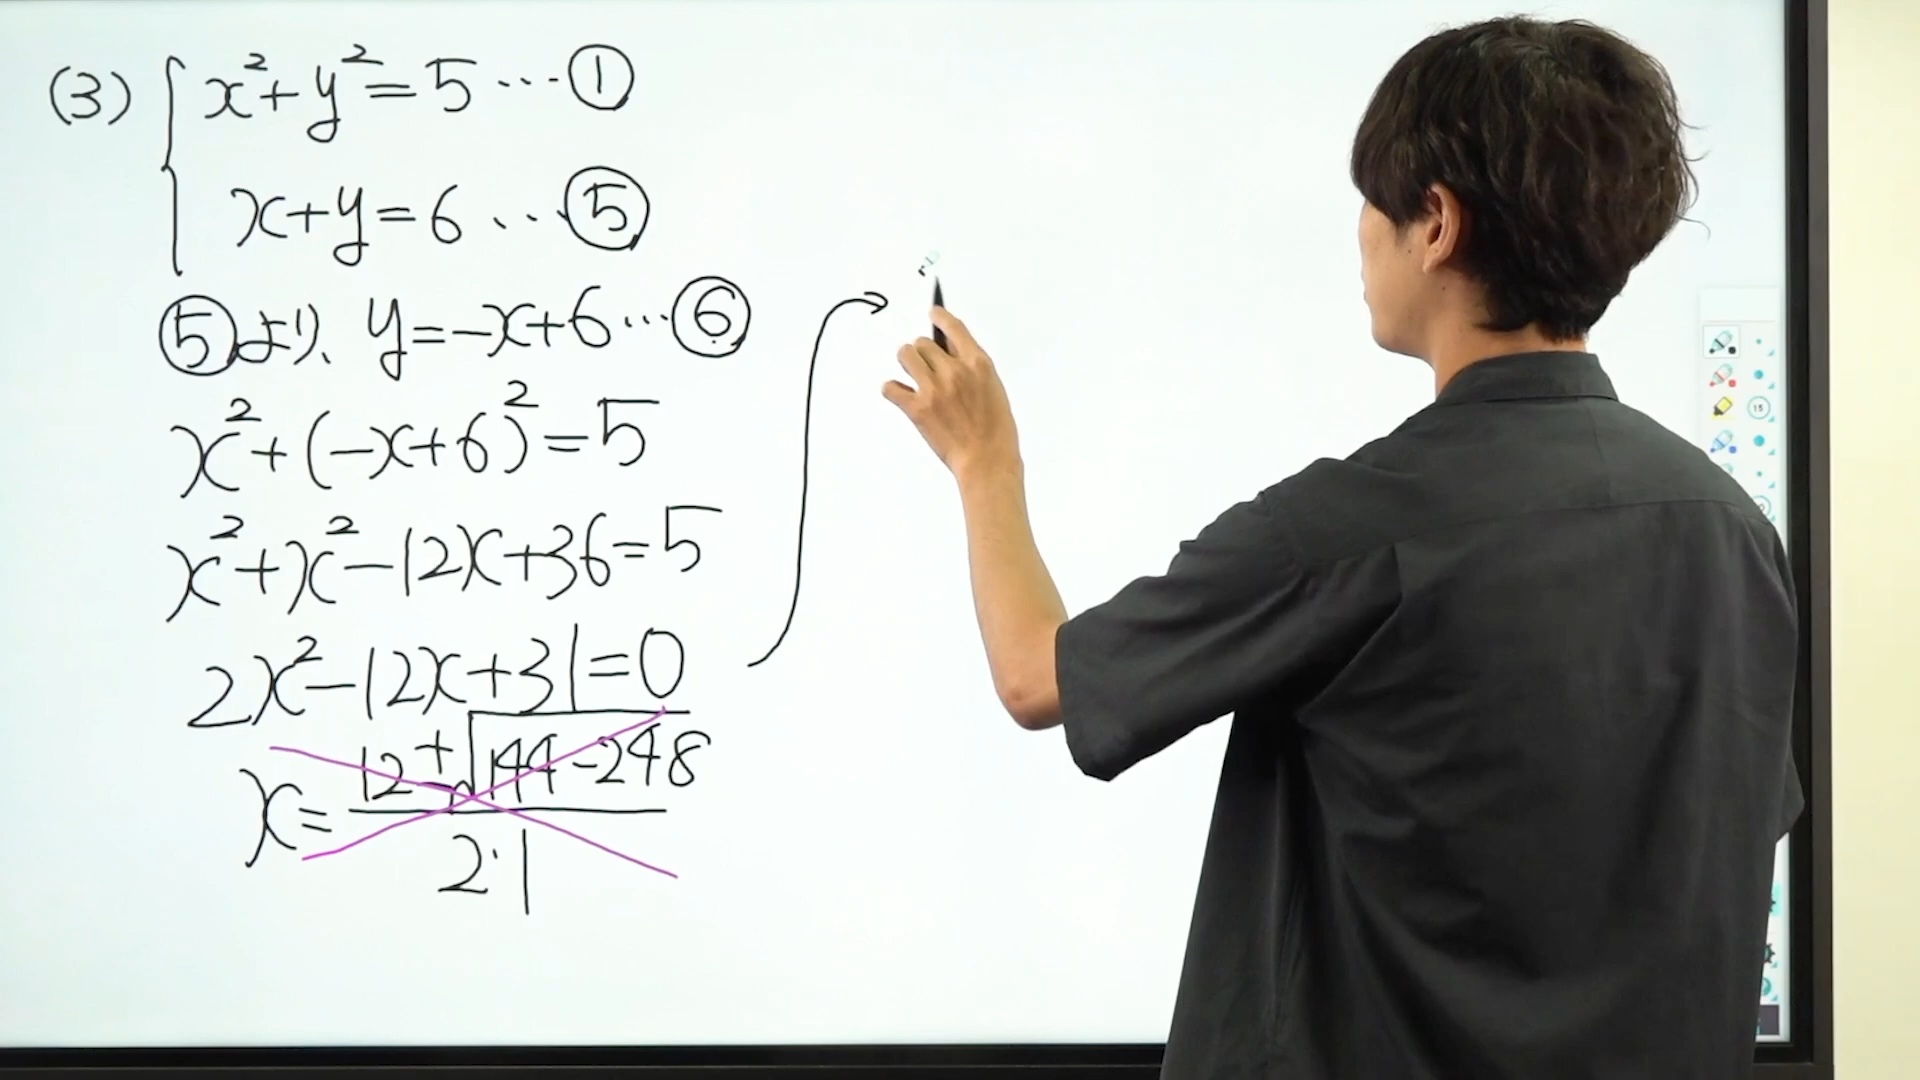 (3) { x²+y²=5 … ①
x+y=6 … ⑤
⑤より、 y=-x+6 … ⑥
x²+(-x+6)²=5
x²+x²-12x+36=5
2x²-12x+31=0
x=12±√144-248
2·1
15